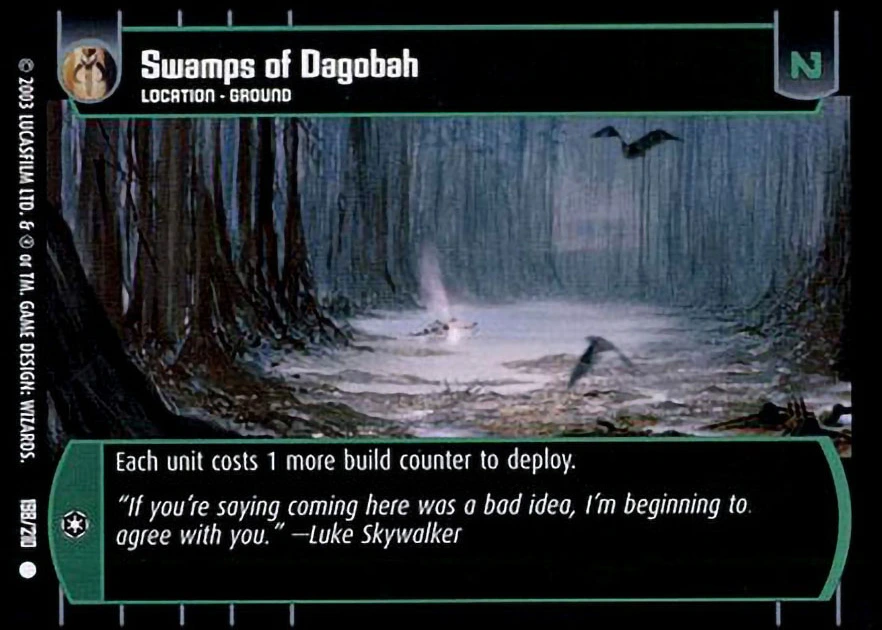 Swamps of Dagobah
LOCATION - GROUND
N
Each unit costs 1 more build counter to deploy.
“If you’re saying coming here was a bad idea, I’m beginning to
agree with you.” —Luke Skywalker
© 2003 LUCASFILM LTD. & ® or TM. GAME DESIGN: WIZARDS.
198/210